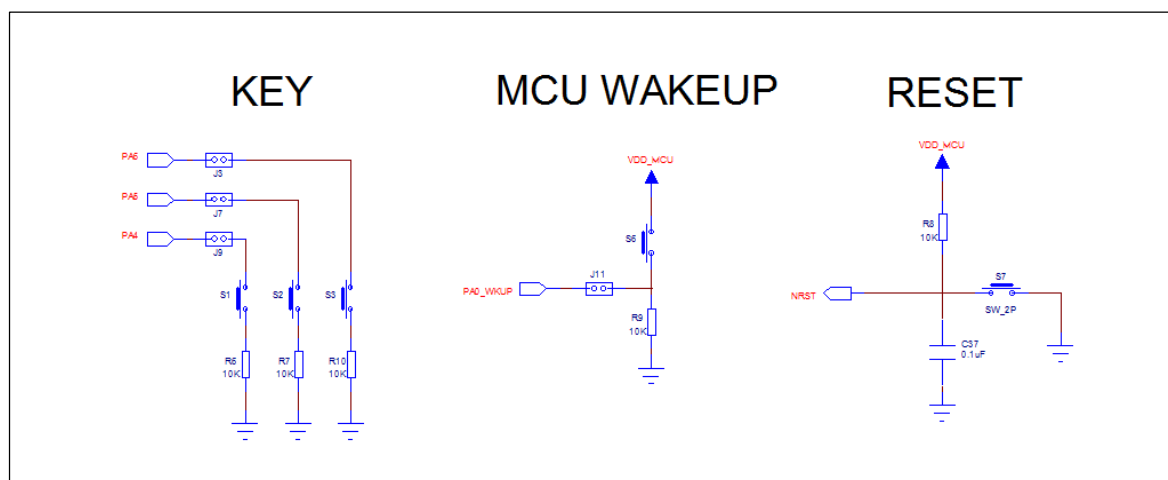 KEY
PA6
J3
PA5
J7
PA4
J9
S1
S2
S3
R6
10K
R7
10K
R10
10K
MCU WAKEUP
VDD_MCU
S6
J11
PA0_WKUP
R9
10K
RESET
VDD_MCU
R8
10K
NRST
S7
SW_2P
C37
0.1uF